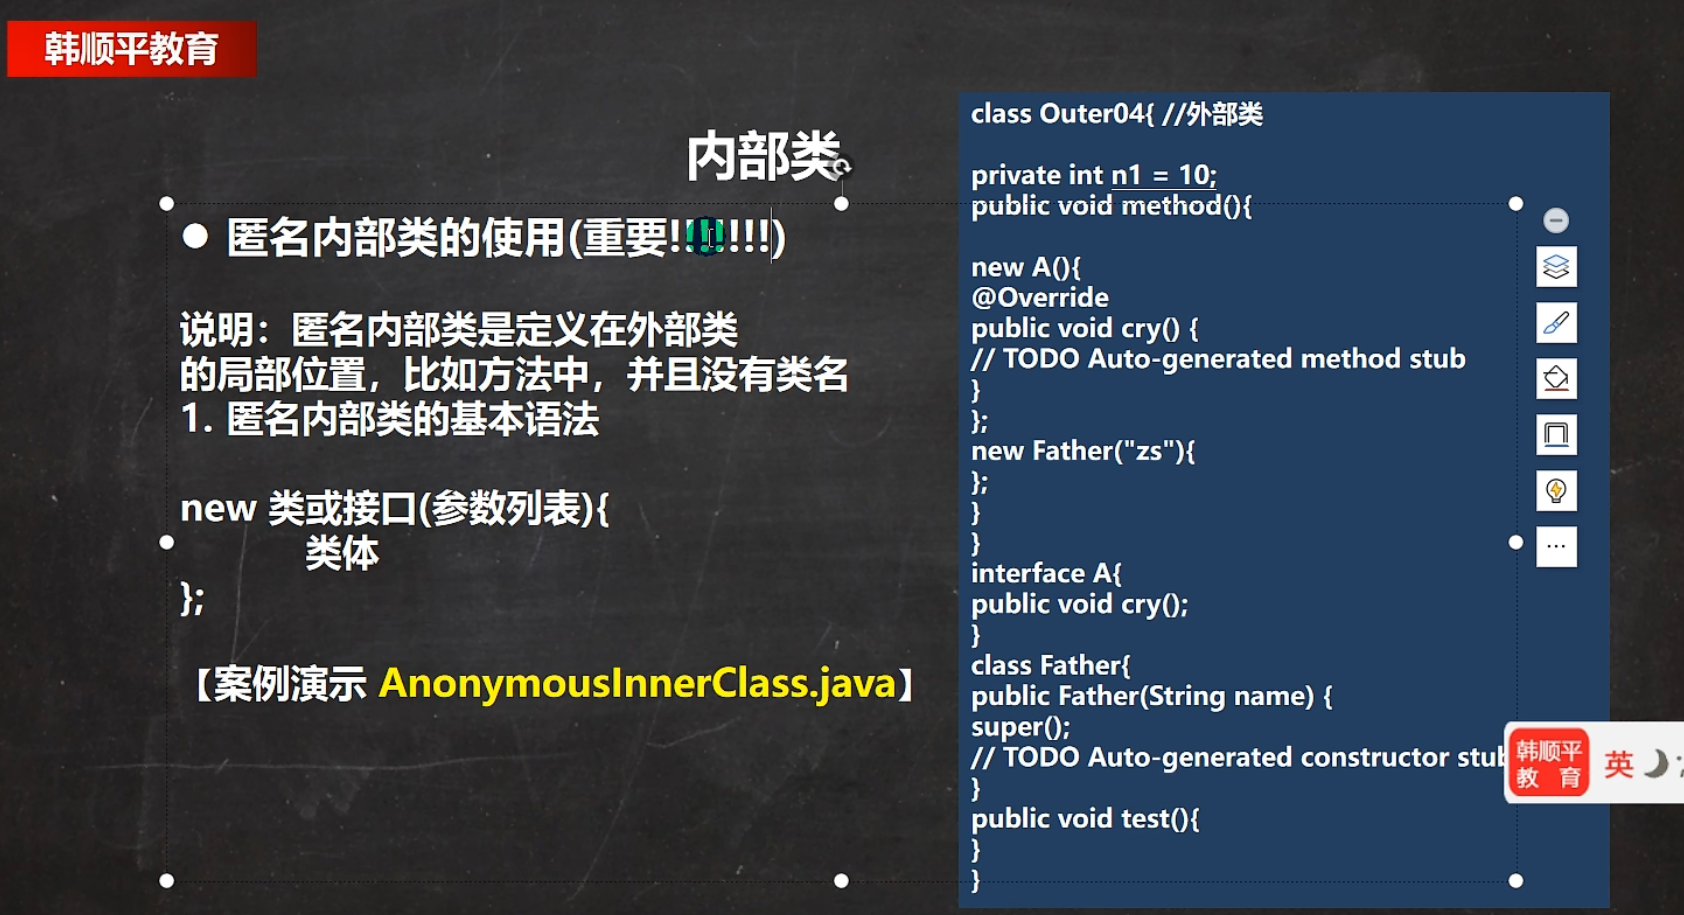 韩顺平教育
内部类
匿名内部类的使用(重要!!!!!!!)
说明：匿名内部类是定义在外部类
的局部位置，比如方法中，并且没有类名
1. 匿名内部类的基本语法
new 类或接口(参数列表){
类体
};
【案例演示 AnonymousInnerClass.java】
class Outer04{ //外部类
private int n1 = 10;
public void method(){
new A(){
@Override
public void cry() {
// TODO Auto-generated method stub
}
};
new Father("zs"){
};
}
}
interface A{
public void cry();
}
class Father{
public Father(String name) {
super();
// TODO Auto-generated constructor stub
}
public void test(){
}
}
韩顺平
教 育
英